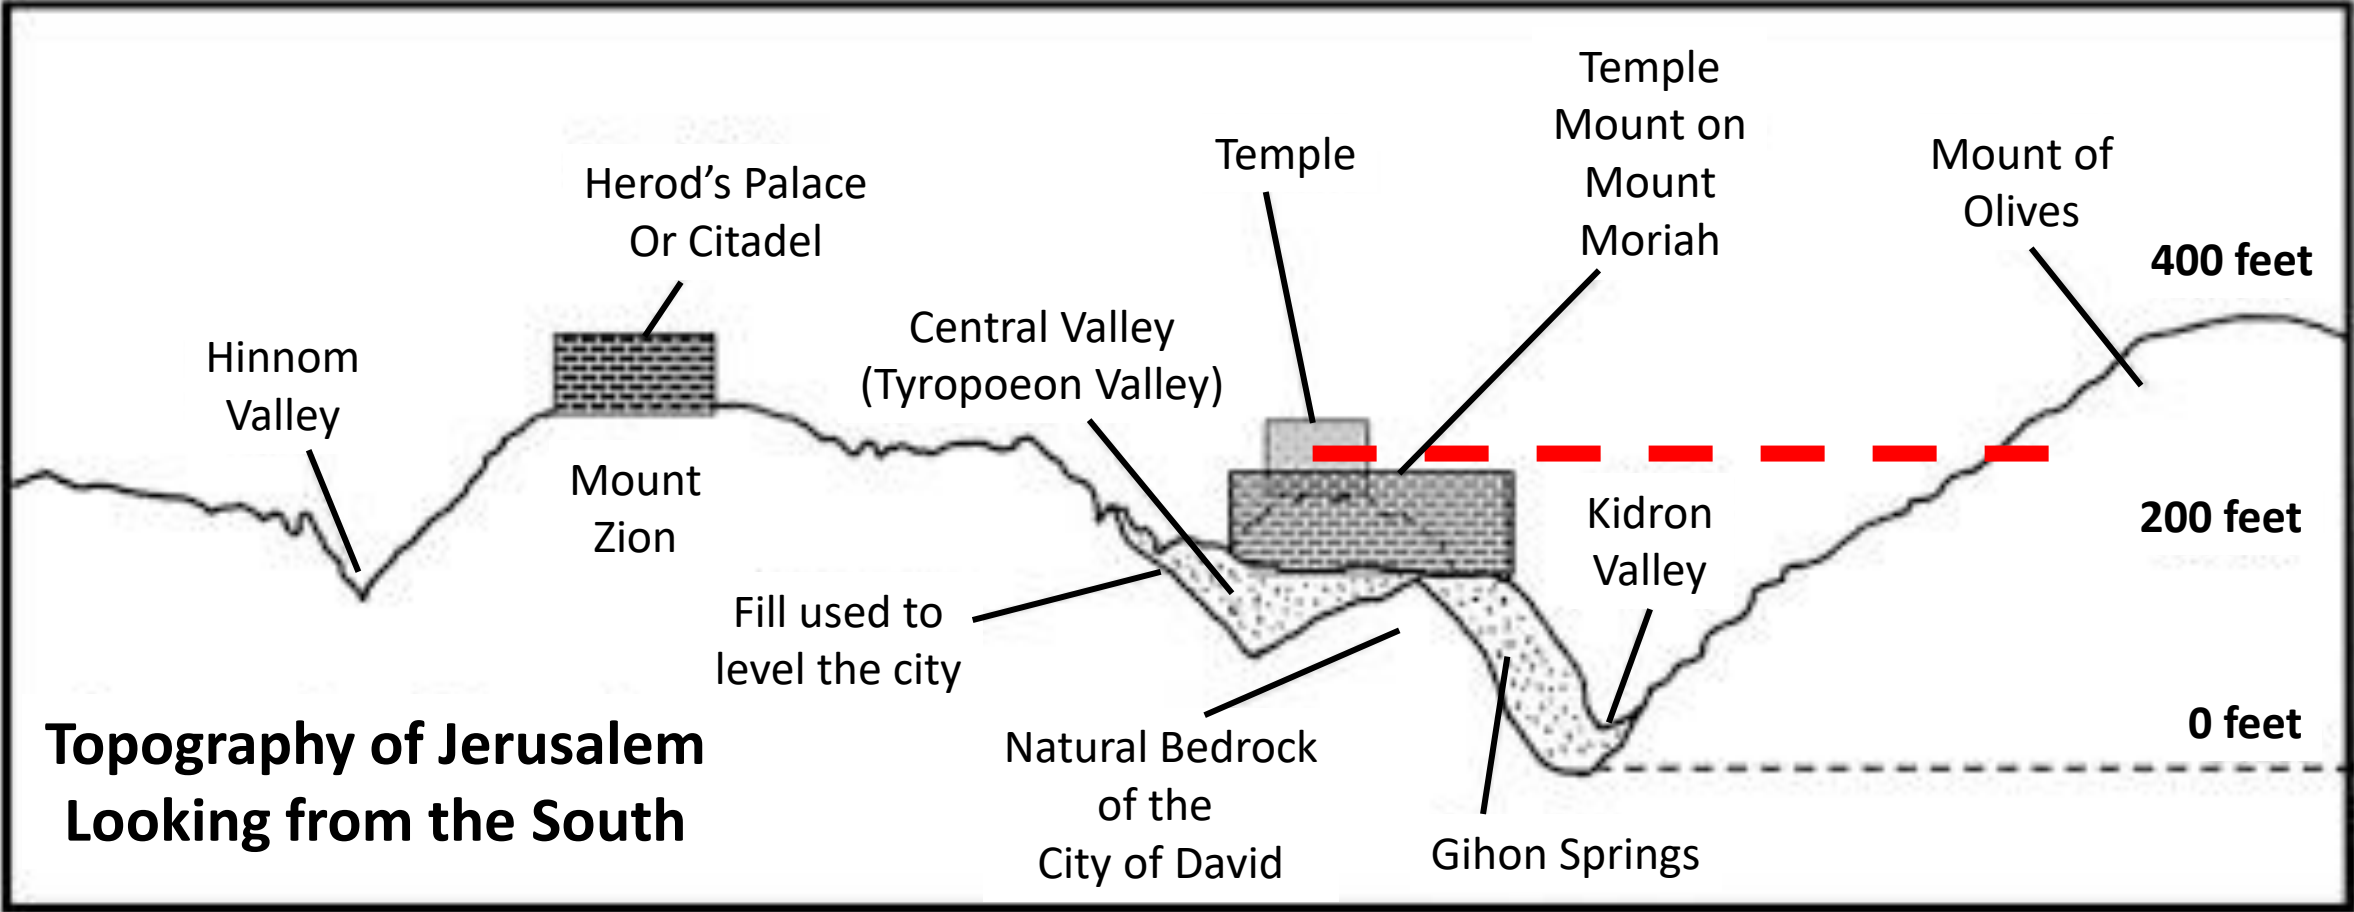 Temple
Mount on
Mount
Moriah
Temple
Mount of
Olives
Herod’s Palace
Or Citadel
400 feet
Central Valley
(Tyropoeon Valley)
Hinnom
Valley
Mount
Zion
Kidron
Valley
200 feet
Fill used to
level the city
0 feet
Topography of Jerusalem
Looking from the South
Natural Bedrock
of the
City of David
Gihon Springs